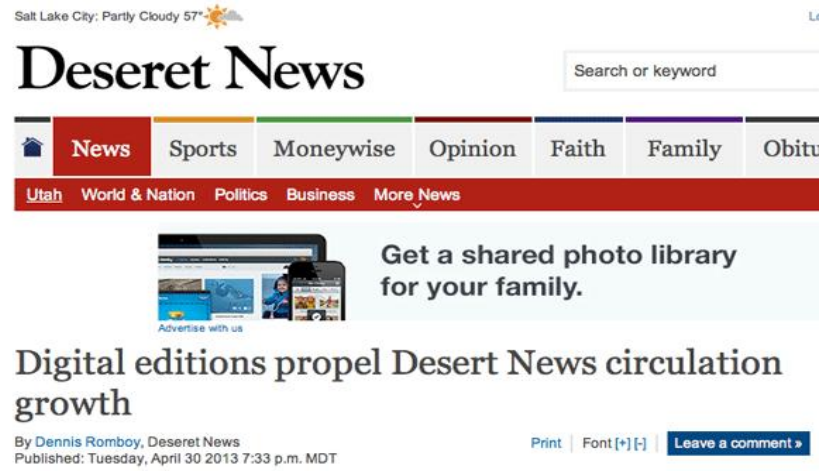 Salt Lake City: Partly Cloudy 57°
Deseret News
Search or keyword
News Sports Moneywise Opinion Faith Family Obitu
Utah World & Nation Politics Business More News
Get a shared photo library
for your family.
Advertise with us
Digital editions propel Desert News circulation
growth
By Dennis Romboy, Deseret News
Print Font [+] [-] Leave a comment »
Published: Tuesday, April 30 2013 7:33 p.m. MDT